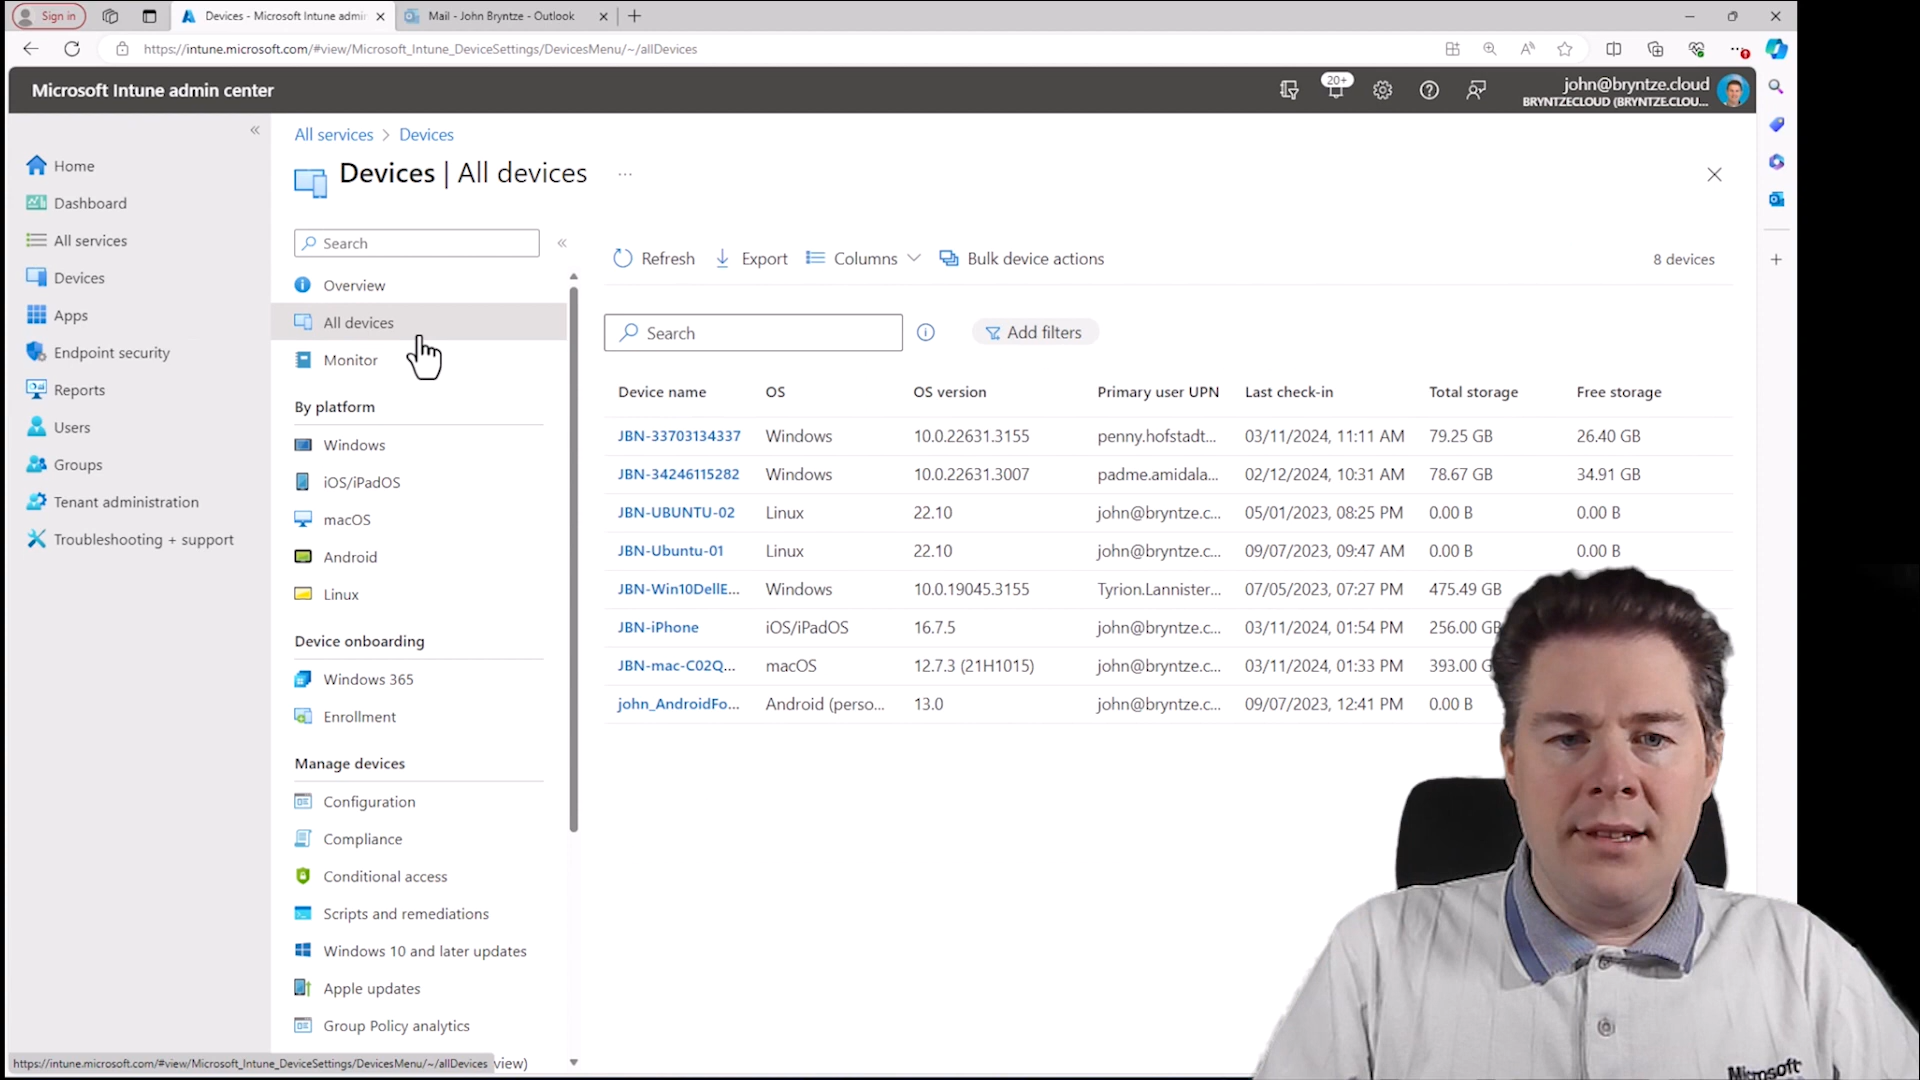 Sign in
Devices - Microsoft Intune admin
Mail - John Bryntze - Outlook
https://intune.microsoft.com/#view/Microsoft_Intune_DeviceSettings/DevicesMenu/~/allDevices
Microsoft Intune admin center
20+
john@bryntze.cloud
BRYNTZECLOUD (BRYNTZE.CLOU...
Home
Dashboard
All services
Devices
Apps
Endpoint security
Reports
Users
Groups
Tenant administration
Troubleshooting + support
All services > Devices
Devices | All devices ...
Search
Overview
All devices
Monitor
By platform
Windows
iOS/iPadOS
macOS
Android
Linux
Device onboarding
Windows 365
Enrollment
Manage devices
Configuration
Compliance
Conditional access
Scripts and remediations
Windows 10 and later updates
Apple updates
Group Policy analytics
view)
Refresh Export Columns Bulk device actions 8 devices
Search Add filters
Device name OS OS version Primary user UPN Last check-in Total storage Free storage
JBN-33703134337 Windows 10.0.22631.3155 penny.hofstadt... 03/11/2024, 11:11 AM 79.25 GB 26.40 GB
JBN-34246115282 Windows 10.0.22631.3007 padme.amidala... 02/12/2024, 10:31 AM 78.67 GB 34.91 GB
JBN-UBUNTU-02 Linux 22.10 john@bryntze.c... 05/01/2023, 08:25 PM 0.00 B 0.00 B
JBN-Ubuntu-01 Linux 22.10 john@bryntze.c... 09/07/2023, 09:47 AM 0.00 B 0.00 B
JBN-Win10DellE... Windows 10.0.19045.3155 Tyrion.Lannister... 07/05/2023, 07:27 PM 475.49 GB
JBN-iPhone iOS/iPadOS 16.7.5 john@bryntze.c... 03/11/2024, 01:54 PM 256.00 GB
JBN-mac-C02Q... macOS 12.7.3 (21H1015) john@bryntze.c... 03/11/2024, 01:33 PM 393.00 G
john_AndroidFo... Android (perso... 13.0 john@bryntze.c... 09/07/2023, 12:41 PM 0.00 B
https://intune.microsoft.com/#view/Microsoft_Intune_DeviceSettings/DevicesMenu/~/allDevices
Microsoft